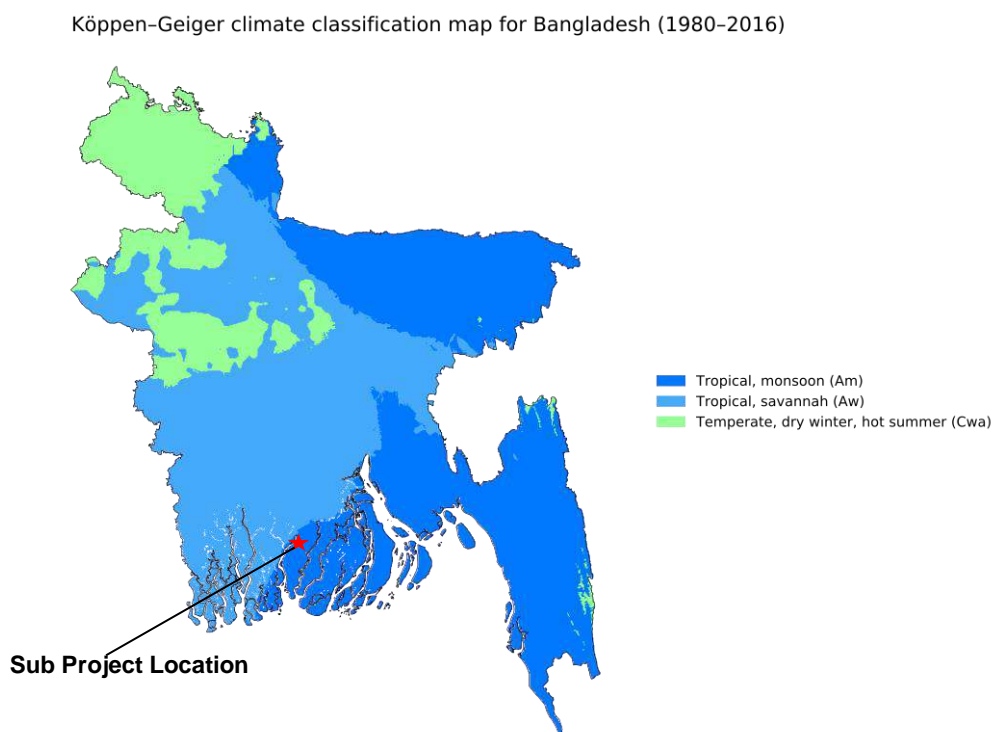 Köppen–Geiger climate classification map for Bangladesh (1980–2016)
Tropical, monsoon (Am)
Tropical, savannah (Aw)
Temperate, dry winter, hot summer (Cwa)
Sub Project Location